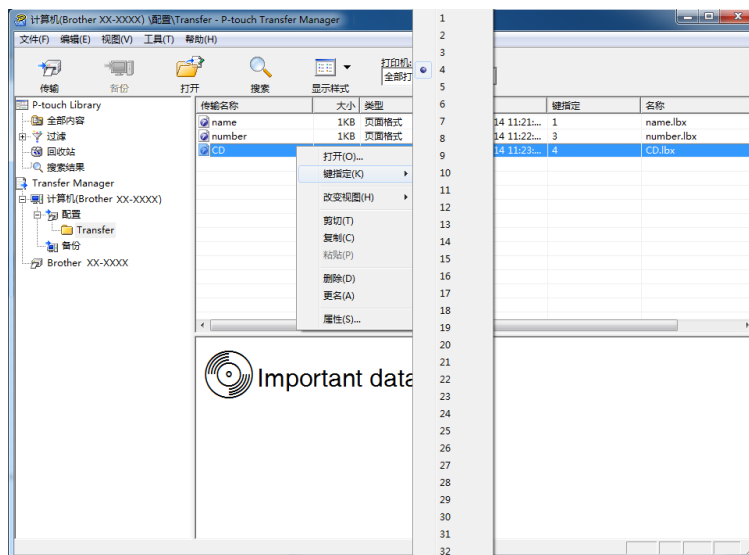 计算机(Brother XX-XXXX) \配置\Transfer - P-touch Transfer Manager
文件(F) 编辑(E) 视图(V) 工具(T) 帮助(H)
传输 备份 打开 搜索 显示样式
打印机:
全部打
P-touch Library
全部内容
过滤
回收站
搜索结果
Transfer Manager
计算机(Brother XX-XXXX)
配置
Transfer
备份
Brother XX-XXXX
传输名称 大小 类型 键指定 名称
name 1KB 页面格式 14 11:21:... 1 name.lbx
number 1KB 页面格式 14 11:22:... 3 number.lbx
CD 14 11:23:... 4 CD.lbx
打开(O)...
键指定(K)
改变视图(H)
剪切(T)
复制(C)
粘贴(P)
删除(D)
更名(A)
属性(S)...
1
2
3
4
5
6
7
8
9
10
11
12
13
14
15
16
17
18
19
20
21
22
23
24
25
26
27
28
29
30
31
32
Important data